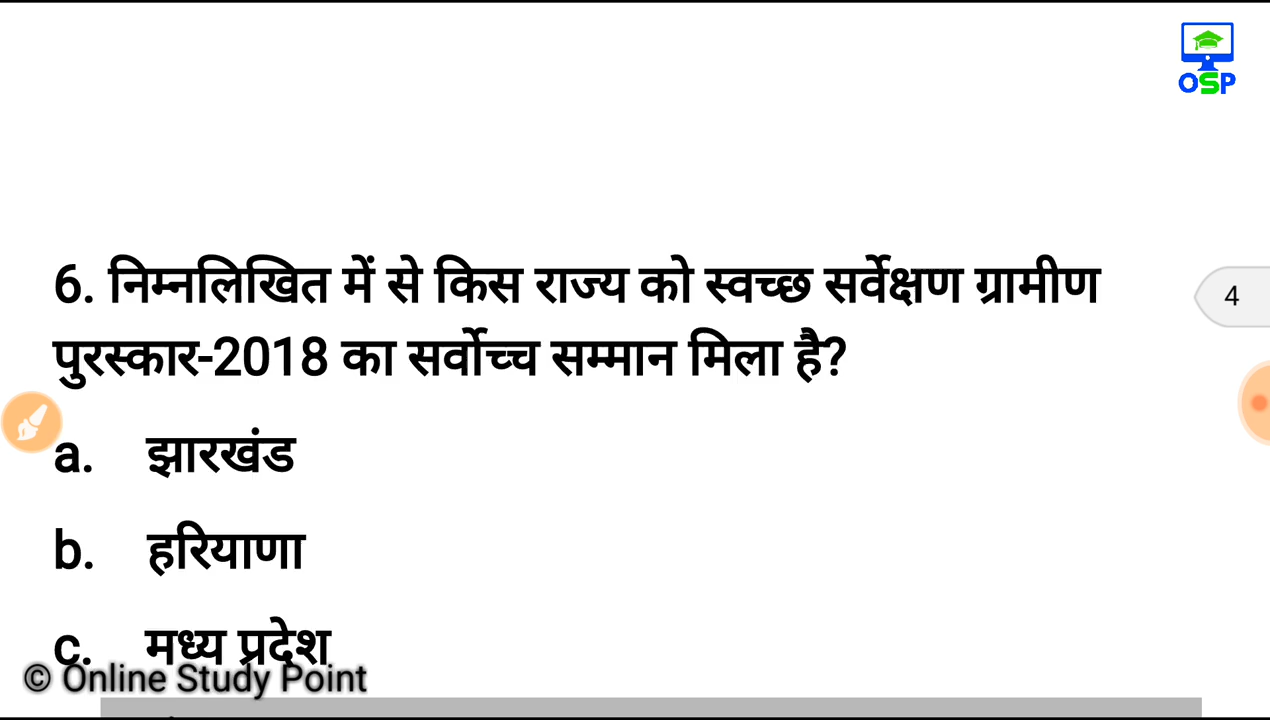 OSP
6. निम्नलिखित में से किस राज्य को स्वच्छ सर्वेक्षण ग्रामीण
4
पुरस्कार-2018 का सर्वोच्च सम्मान मिला है?
a. झारखंड
b. हरियाणा
c. मध्य प्रदेश
© Online Study Point